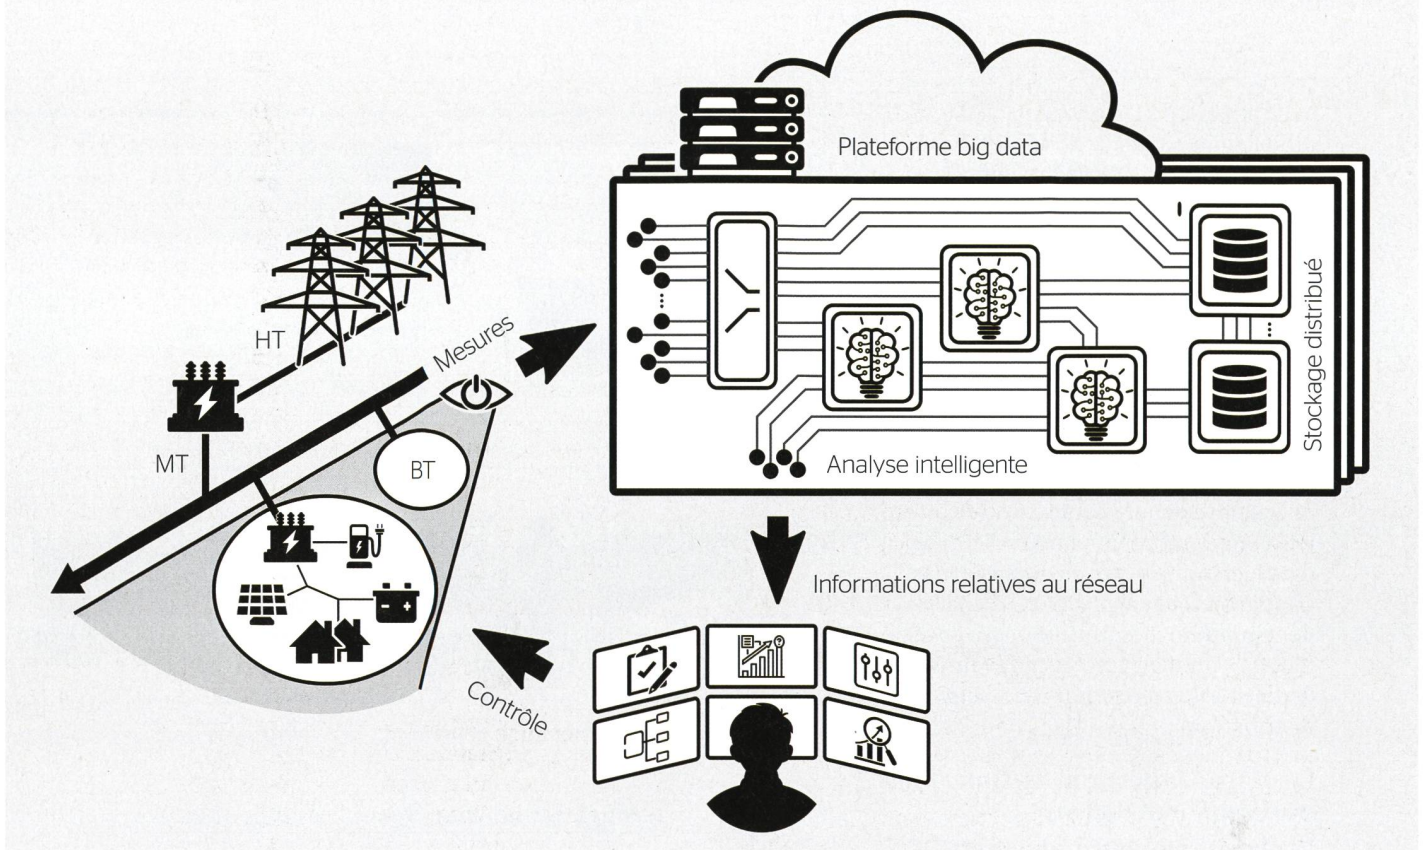 Plateforme big data
HT
Mesures
MT
BT
Stockage distribué
Analyse intelligente
Informations relatives au réseau
Contrôle